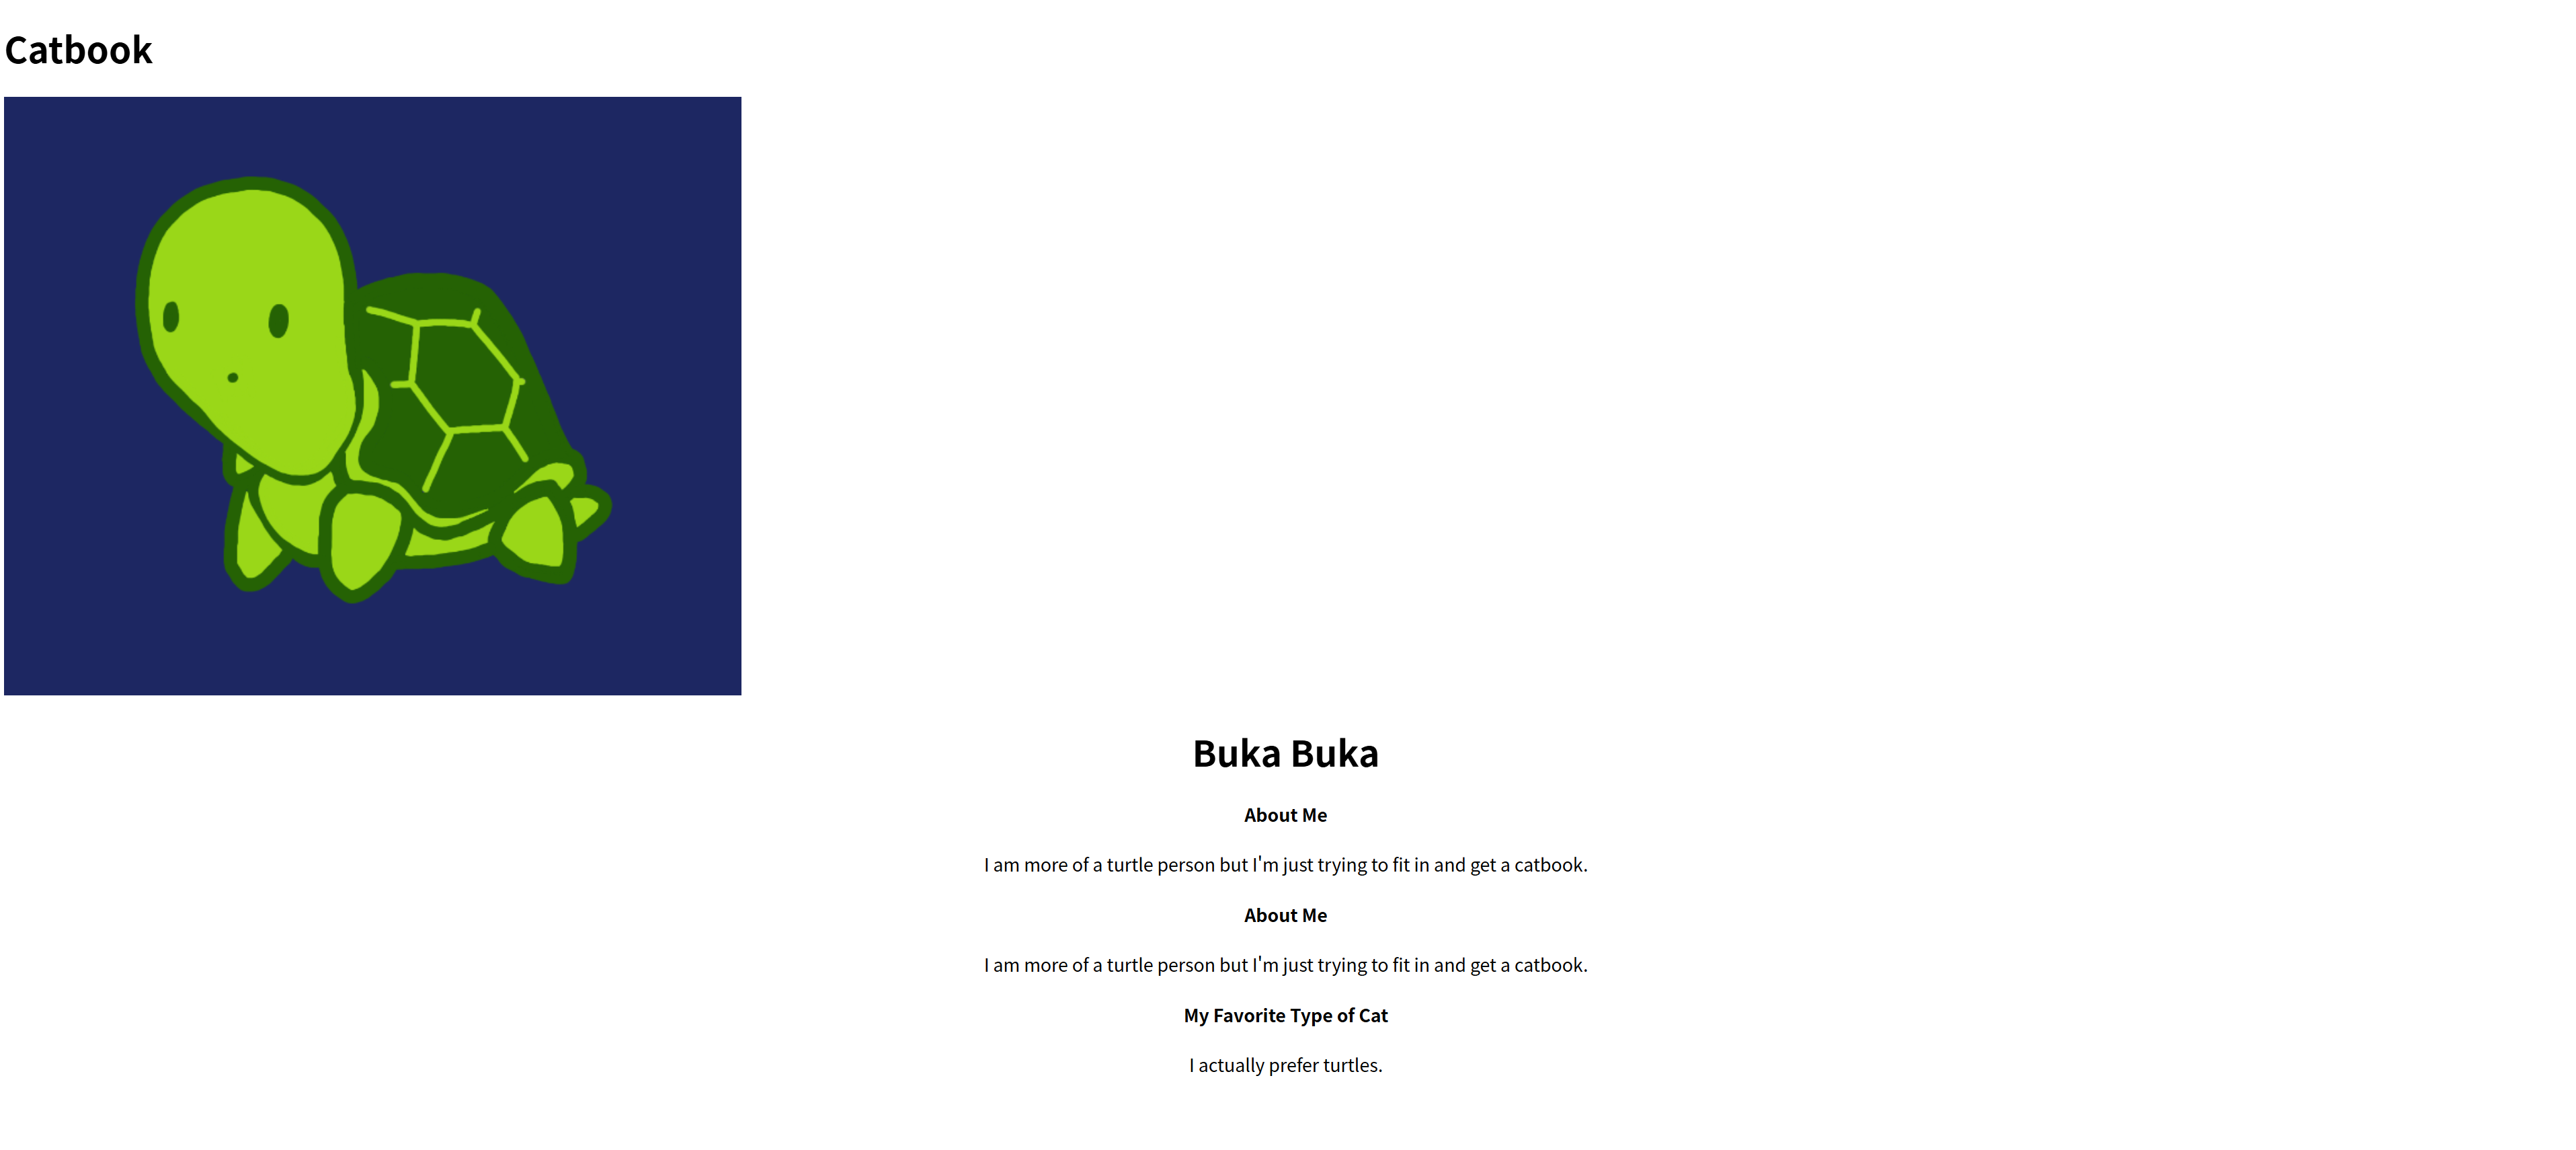 Catbook
Buka Buka
About Me
I am more of a turtle person but I'm just trying to fit in and get a catbook.
About Me
I am more of a turtle person but I'm just trying to fit in and get a catbook.
My Favorite Type of Cat
I actually prefer turtles.